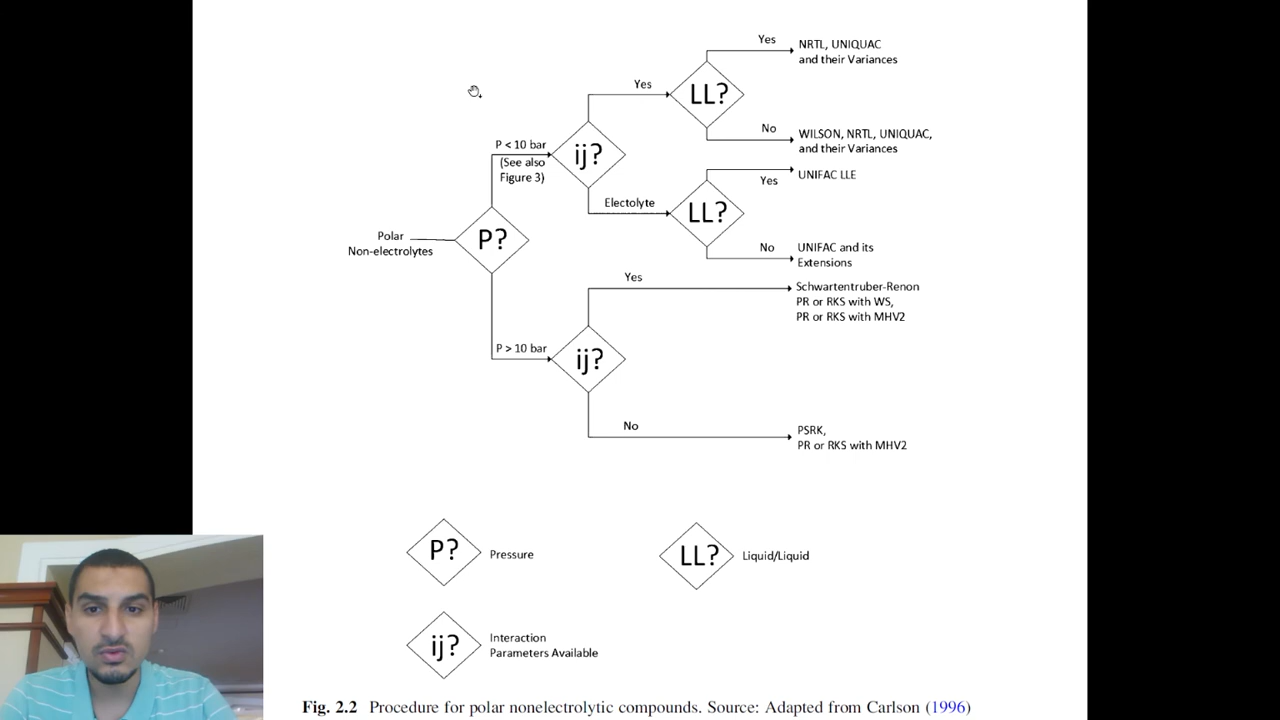 Yes
NRTL, UNIQUAC
and their Variances
Yes
LL?
No
WILSON, NRTL, UNIQUAC,
and their Variances
P < 10 bar
(See also
Figure 3)
ij?
Yes
UNIFAC LLE
Electolyte
LL?
No
UNIFAC and its
Extensions
Polar
Non-electrolytes
P?
Yes
Schwartentruber-Renon
PR or RKS with WS,
PR or RKS with MHV2
P > 10 bar
ij?
No
PSRK,
PR or RKS with MHV2
P?
Pressure
LL?
Liquid/Liquid
ij?
Interaction
Parameters Available
Fig. 2.2 Procedure for polar nonelectrolytic compounds. Source: Adapted from Carlson (1996)